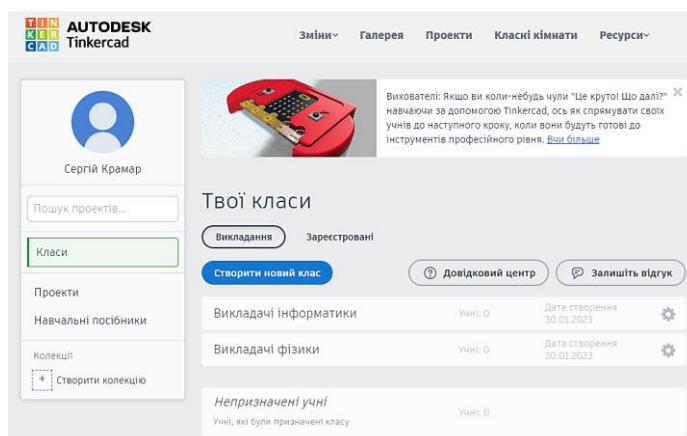 TIN
KER
CAD
AUTODESK
Tinkercad
Зміни
Галерея
Проекти
Класні кімнати
Ресурси
Сергій Крамар
Пошук проектів...
Класи
Проекти
Навчальні посібники
Колекції
+ Створити колекцію
Вихователі: Якщо ви коли-небудь чули "Це круто! Що далі?"
навчаючи за допомогою Tinkercad, ось як спрямувати своїх
учнів до наступного кроку, коли вони будуть готові до
інструментів професійного рівня. Вчи більше
Твої класи
Викладання
Зареєстровані
Створити новий клас
Довідковий центр
Залишіть відгук
Викладачі інформатики
Учні: 0
Дата створення
30.01.2023
Викладачі фізики
Учні: 0
Дата створення
30.01.2023
Непризначені учні
Учні, які були призначені класу
Учні: 0